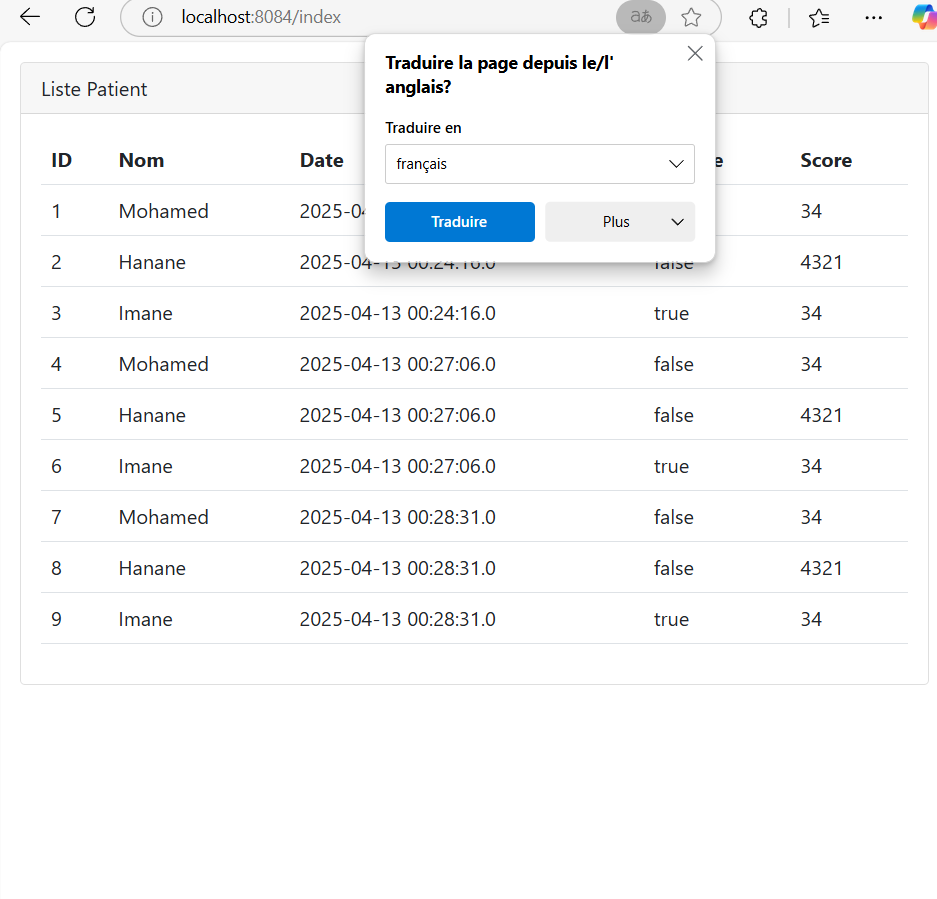 localhost:8084/index
Traduire la page depuis le/l'
anglais?
Traduire en
français
Traduire Plus
Liste Patient
ID Nom Date Score
1 Mohamed 34
2 Hanane 2025-04-13 00:24:16.0 false 4321
3 Imane 2025-04-13 00:24:16.0 true 34
4 Mohamed 2025-04-13 00:27:06.0 false 34
5 Hanane 2025-04-13 00:27:06.0 false 4321
6 Imane 2025-04-13 00:27:06.0 true 34
7 Mohamed 2025-04-13 00:28:31.0 false 34
8 Hanane 2025-04-13 00:28:31.0 false 4321
9 Imane 2025-04-13 00:28:31.0 true 34